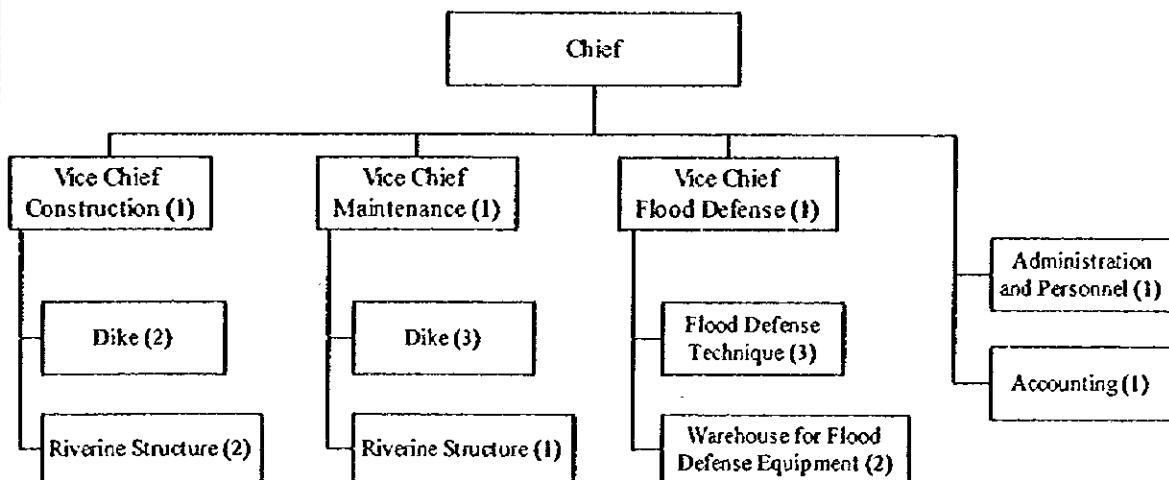 Chief
Vice Chief
Construction (1)
Vice Chief
Maintenance (1)
Vice Chief
Flood Defense (1)
Administration
and Personnel (1)
Dike (2)
Dike (3)
Flood Defense
Technique (3)
Accounting (1)
Riverine Structure (2)
Riverine Structure (1)
Warehouse for Flood
Defense Equipment (2)